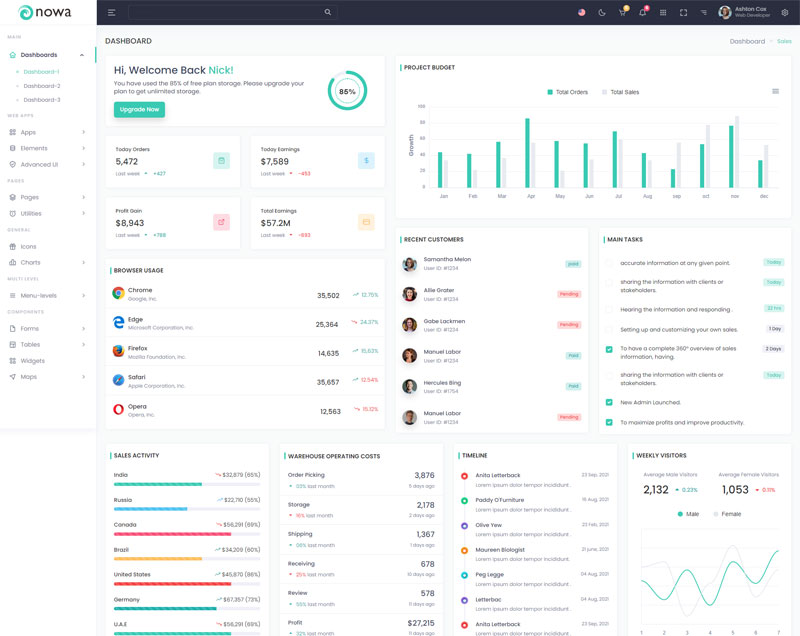 nowa
Ashton Cox
Web Developer
MAIN
Dashboards
Dashboard-1
Dashboard-2
Dashboard-3
WEB APPS
Apps
Elements
Advanced UI
PAGES
Pages
Utilities
GENERAL
Icons
Charts
MULTI LEVEL
Menu-levels
COMPONENTS
Forms
Tables
Widgets
Maps
DASHBOARD
Dashboard
Sales
Hi, Welcome Back Nick!
You have used the 85% of free plan storage. Please upgrade your
plan to get unlimited storage.
Upgrade Now
85%
Today Orders
5,472
Last week +427
Today Earnings
$7,589
Last week -453
Profit Gain
$8,943
Last week +788
Total Earnings
$57.2M
Last week -693
PROJECT BUDGET
Total Orders Total Sales
Growth
100
80
60
40
20
0
Jan Feb Mar Apr May Jun Jul Aug sep oct nov dec
BROWSER USAGE
Chrome
Google, Inc.
35,502 12.75%
Edge
Microsoft Corporation, Inc.
25,364 24.37%
Firefox
Mozilla Foundation, Inc.
14,635 15.63%
Safari
Apple Corporation, Inc.
35,657 12.54%
Opera
Opera, Inc.
12,563 15.12%
RECENT CUSTOMERS
Samantha Melon
User ID: #1234
paid
Allie Grater
User ID: #1234
Pending
Gabe Lackmen
User ID: #1234
Pending
Manuel Labor
User ID: #1234
Paid
Hercules Bing
User ID: #1754
Paid
Manuel Labor
User ID: #1234
Pending
MAIN TASKS
accurate information at any given point. Today
sharing the information with clients or
stakeholders.
Today
Hearing the information and responding . 22 hrs
Setting up and customizing your own sales. 1 Day
To have a complete 360° overview of sales
information, having.
2 Days
sharing the information with clients or
stakeholders.
Today
New Admin Launched.
To maximize profits and improve productivity.
SALES ACTIVITY
India $32,879 (65%)
Russia $22,710 (55%)
Canada $56,291 (69%)
Brazil $34,209 (60%)
United States $45,870 (86%)
Germany $67,357 (73%)
U.A.E $56,291 (69%)
WAREHOUSE OPERATING COSTS
Order Picking 3,876
03% last month 5 days ago
Storage 2,178
16% last month 2 days ago
Shipping 1,367
06% last month 1 days ago
Receiving 678
25% last month 10 days ago
Review 578
55% last month 11 days ago
Profit $27,215
32% last month 11 days ago
TIMELINE
Anita Letterback 23 Sep, 2021
Lorem ipsum dolor tempor incididunt .
Paddy O'Furniture 16 Aug, 2021
Lorem ipsum dolor tempor incididunt .
Olive Yew 23 Feb, 2021
Lorem ipsum dolor tempor incididunt .
Maureen Biologist 21 june, 2021
Lorem ipsum dolor tempor incididunt .
Peg Legge 04 Aug, 2021
Lorem ipsum dolor tempor incididunt .
Letterbac 04 Aug, 2021
Lorem ipsum dolor tempor incididunt .
Anita Letterback 04 Aug, 2021
Lorem ipsum dolor tempor incididunt .
WEEKLY VISITORS
Average Male Visitors
2,132 0.23%
Average Female Visitors
1,053 0.11%
Male Female
1 2 3 4 5 6 7